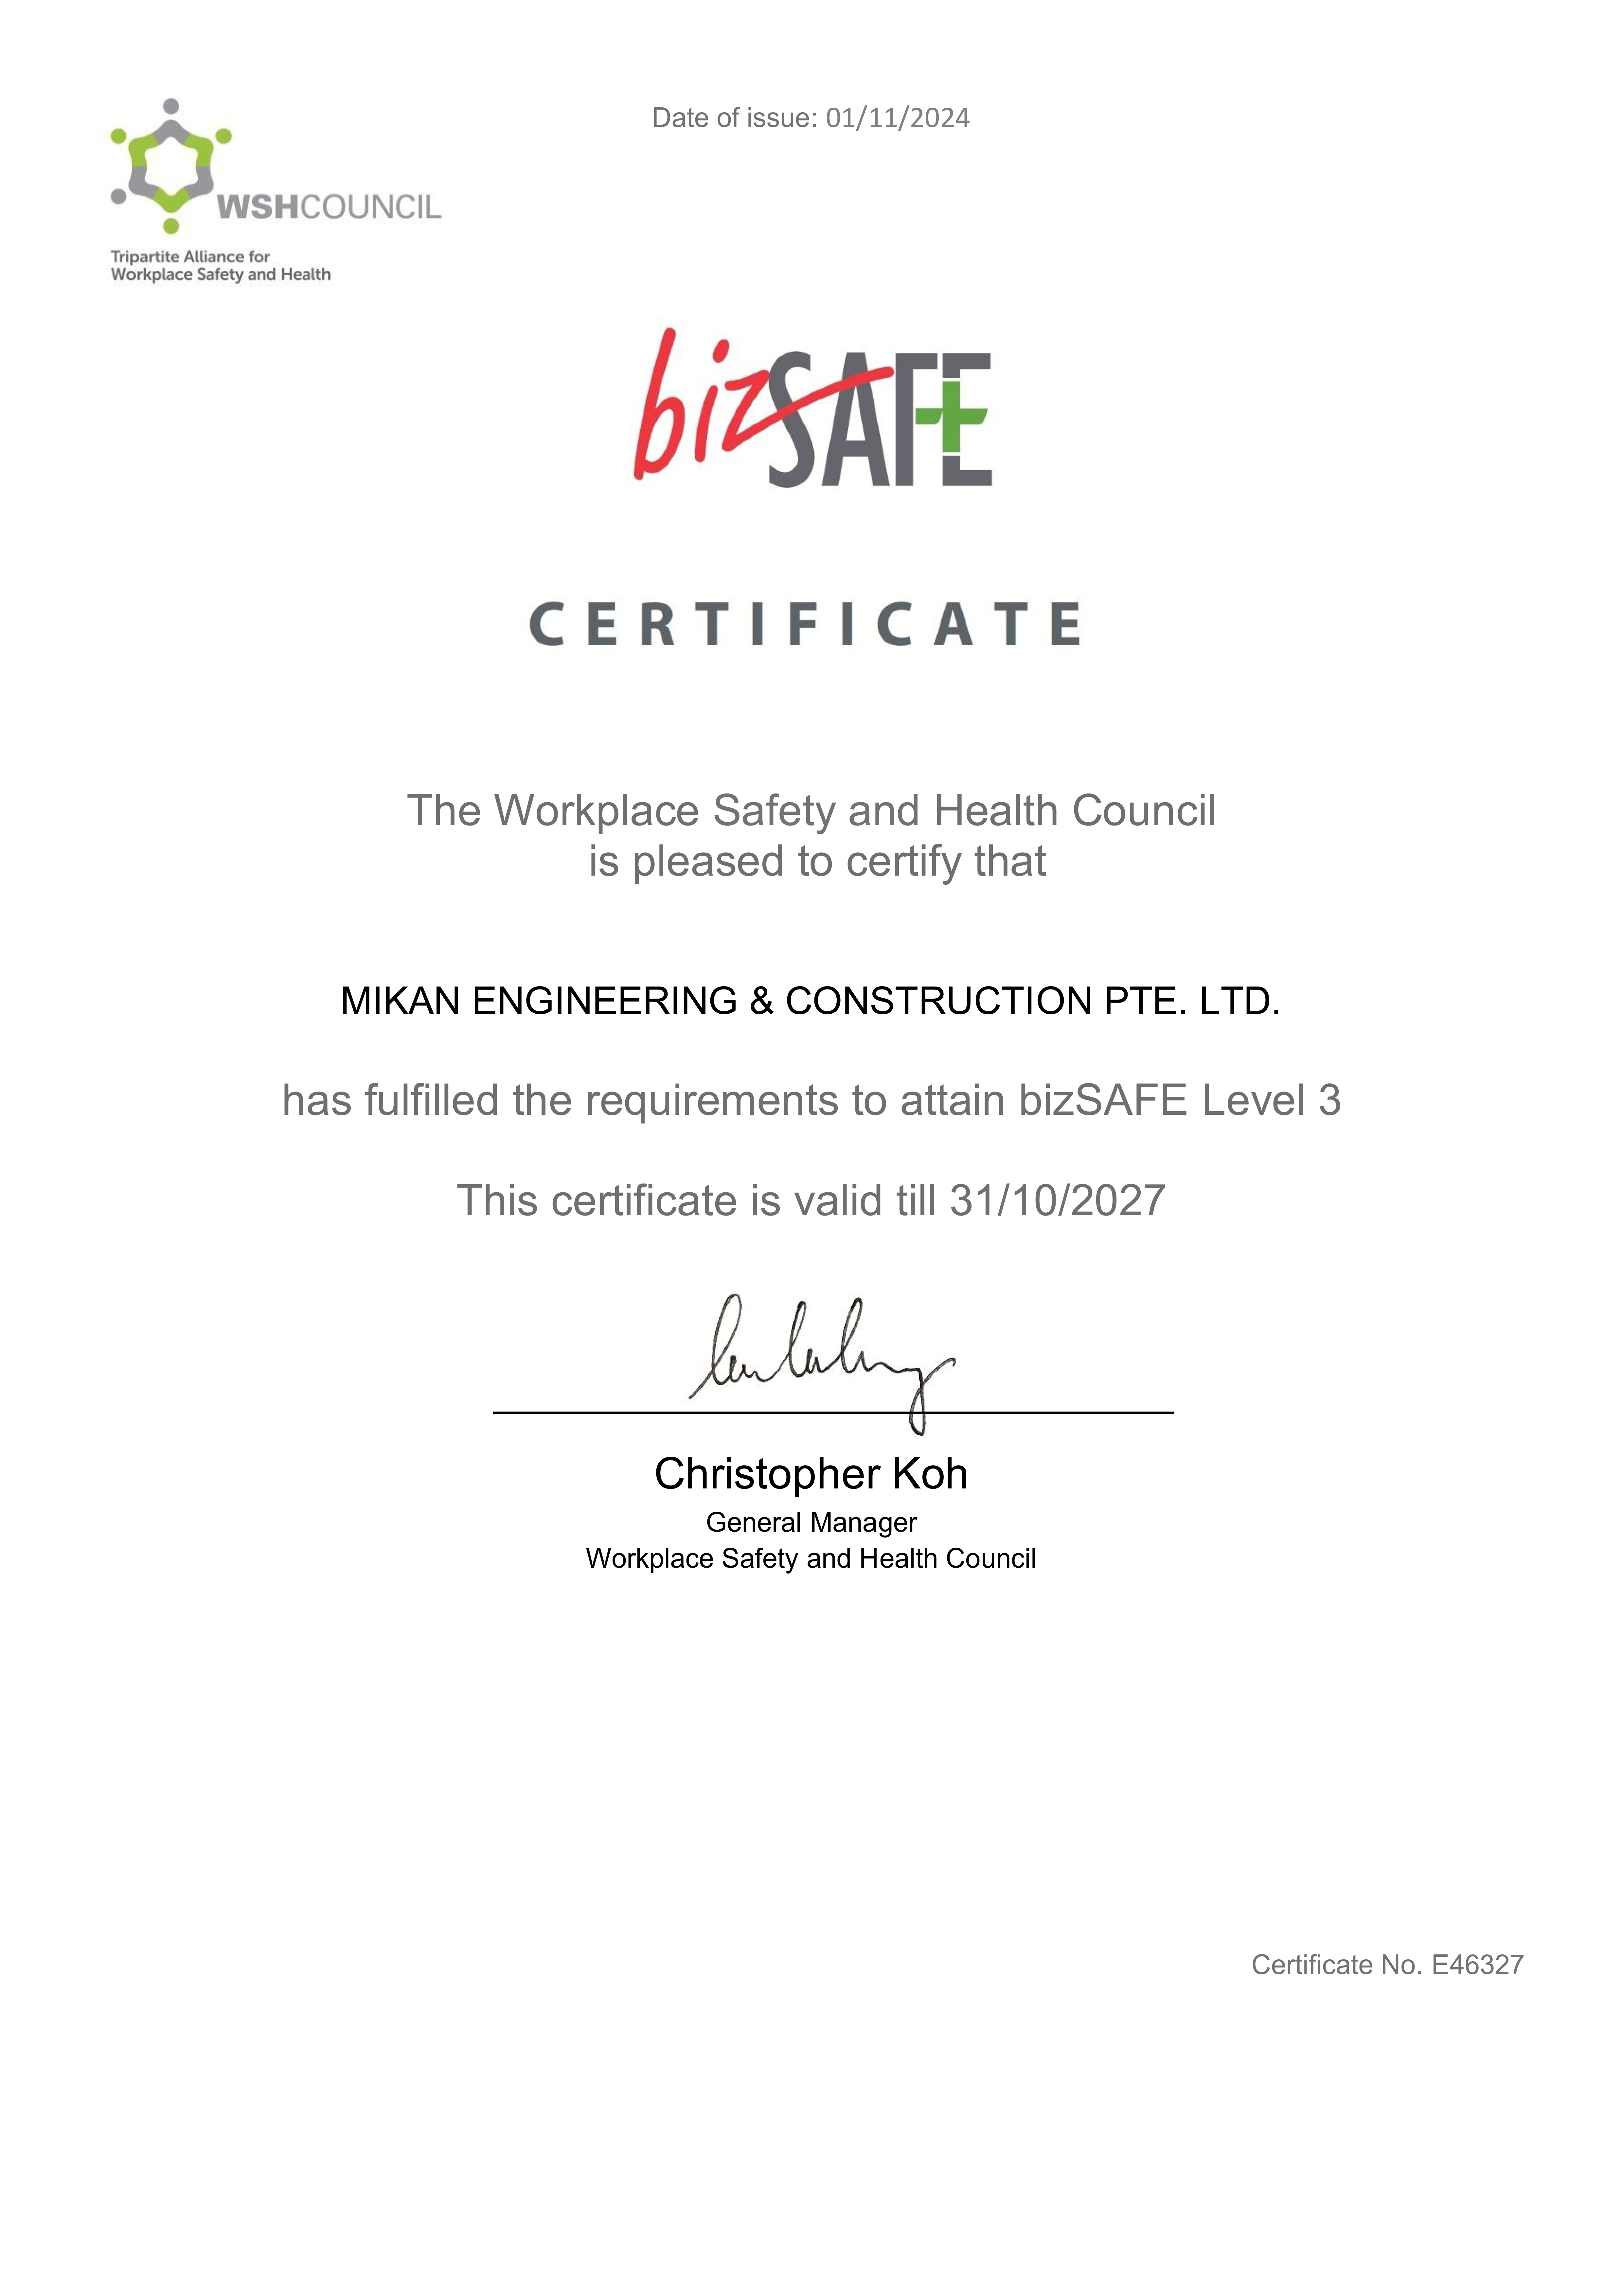 Date of issue: 01/11/2024
WSHCOUNCIL
Tripartite Alliance for
Workplace Safety and Health
bizSAFE
CERTIFICATE
The Workplace Safety and Health Council
is pleased to certify that
MIKAN ENGINEERING & CONSTRUCTION PTE. LTD.
has fulfilled the requirements to attain bizSAFE Level 3
This certificate is valid till 31/10/2027
Christopher Koh
General Manager
Workplace Safety and Health Council
Certificate No. E46327